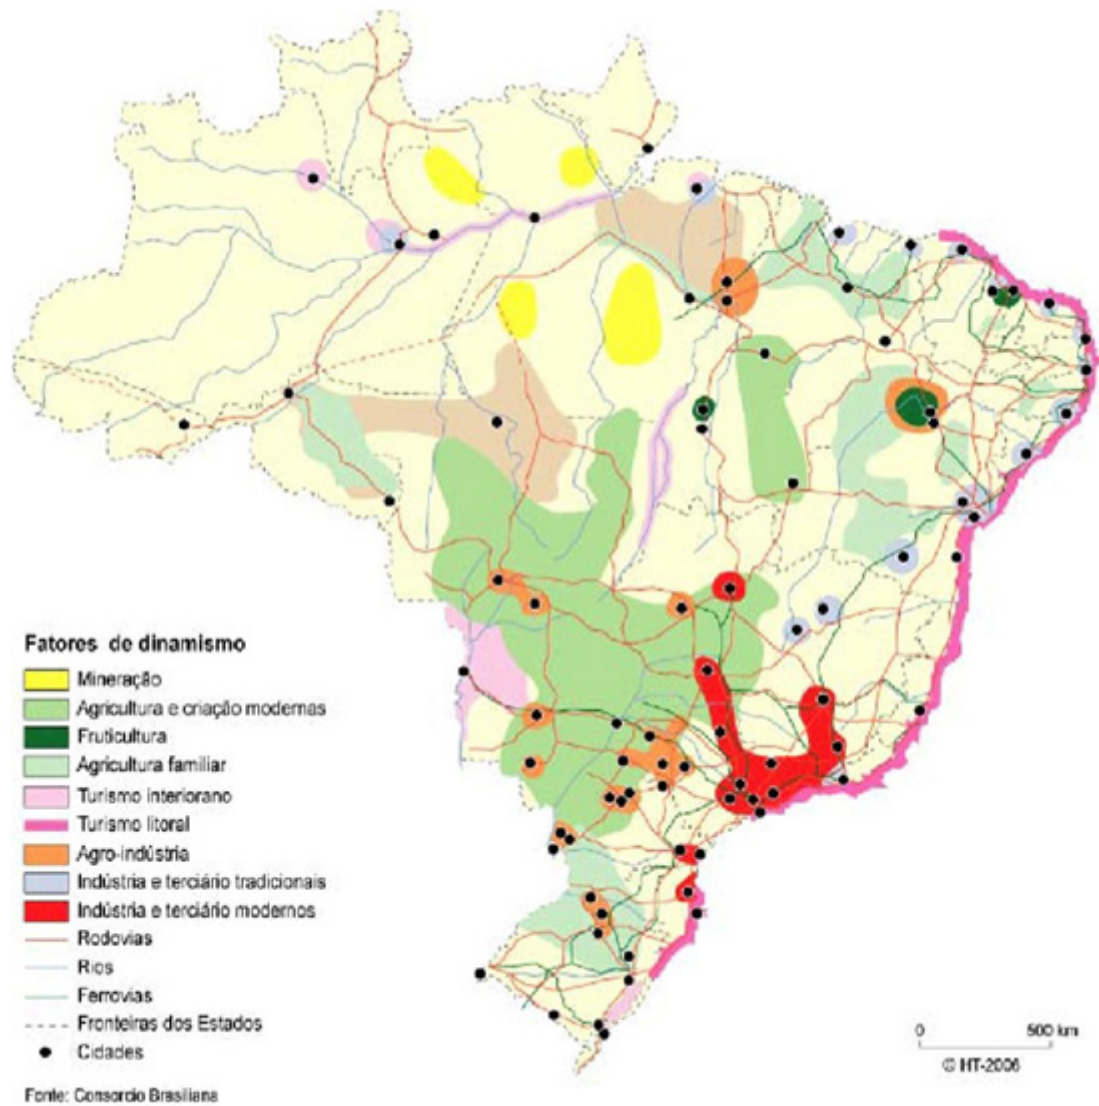 Fatores de dinamismo
Mineração
Agricultura e criação modernas
Fruticultura
Agricultura familiar
Turismo interiorano
Turismo litoral
Agro-indústria
Indústria e terciário tradicionais
Indústria e terciário modernos
Rodovias
Rios
Ferrovias
Fronteiras dos Estados
Cidades
Fonte: Consorcio Brasiliana
0 500 km
© HT-2006